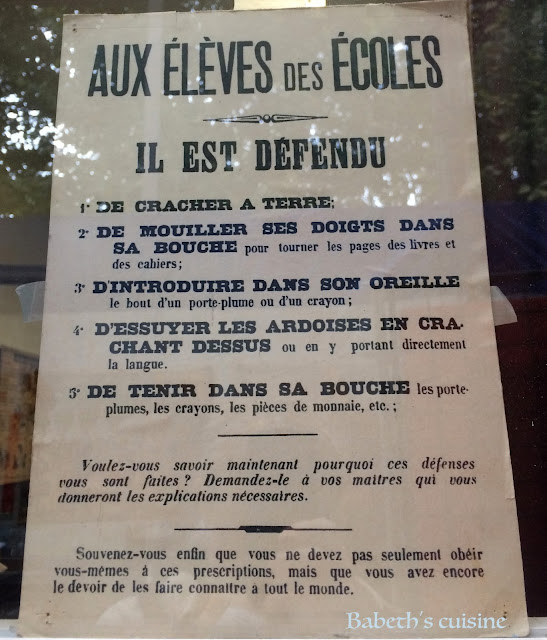 AUX ÉLÈVES DES ÉCOLES
IL EST DÉFENDU
1° DE CRACHER A TERRE;
2° DE MOUILLER SES DOIGTS DANS
SA BOUCHE pour tourner les pages des livres et
des cahiers;
3° D'INTRODUIRE DANS SON OREILLE
le bout d'un porte-plume ou d'un crayon;
4° D'ESSUYER LES ARDOISES EN CRA-
CHANT DESSUS ou en y portant directement
la langue.
5° DE TENIR DANS SA BOUCHE les porte-
plumes, les crayons, les pièces de monnaie, etc.;
Voulez-vous savoir maintenant pourquoi ces défenses
vous sont faites? Demandez-le à vos maîtres qui vous
donneront les explications nécessaires.
Souvenez-vous enfin que vous ne devez pas seulement obéir
vous-mêmes à ces prescriptions, mais que vous avez encore
le devoir de les faire connaître à tout le monde.
Babeth's cuisine